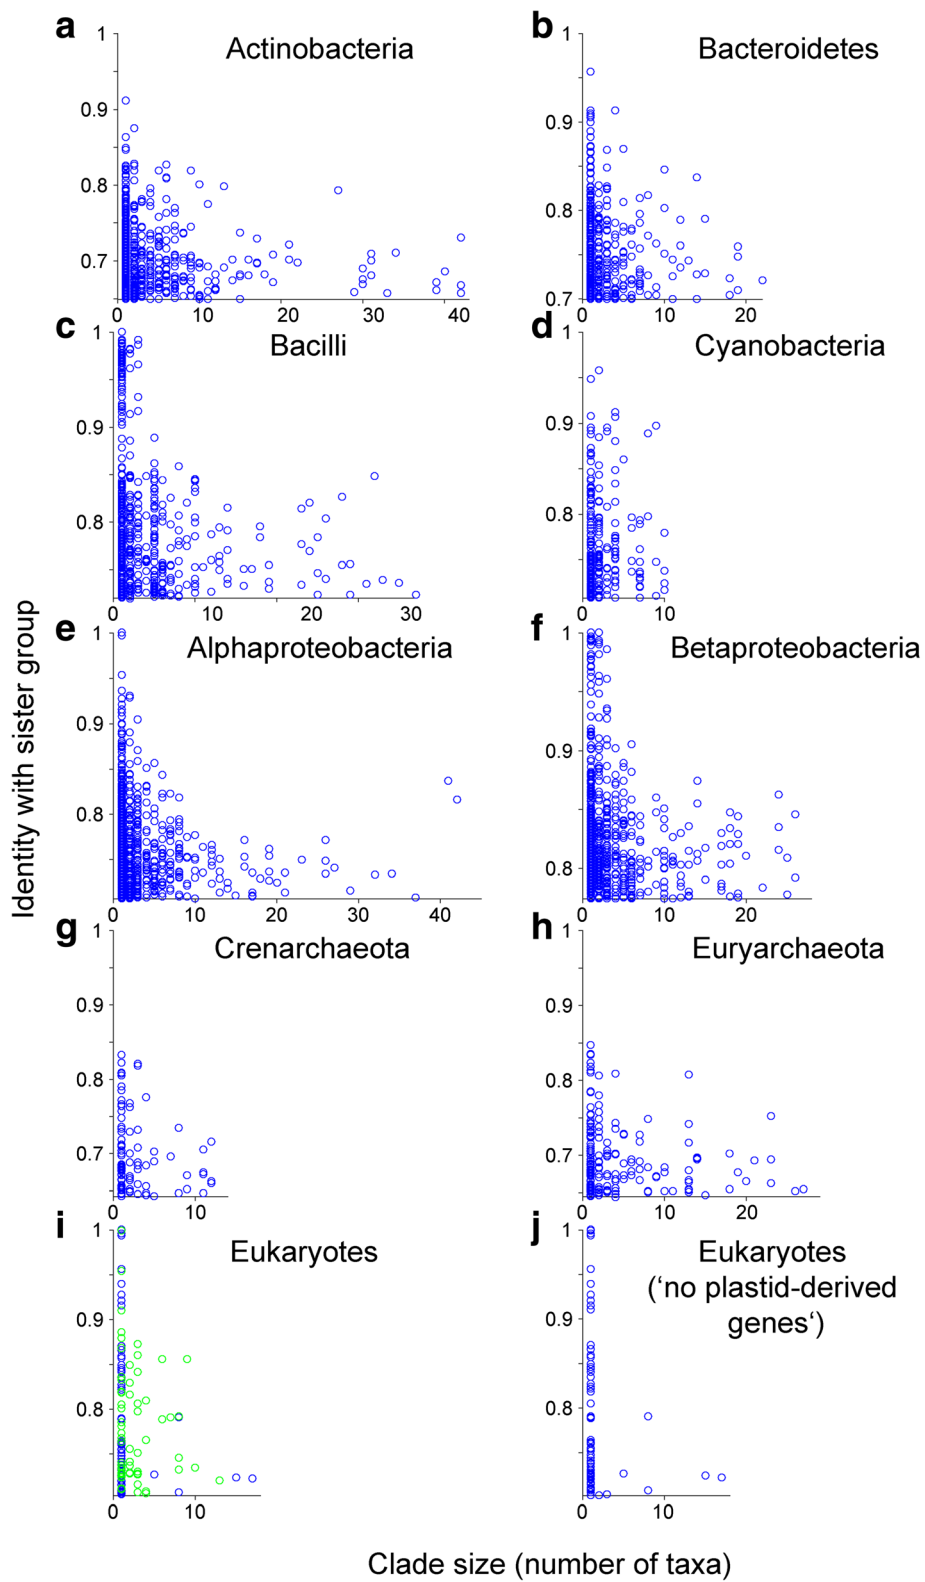 a
Actinobacteria
1
0.9
0.8
0.7
0 10 20 30 40
b
Bacteroidetes
1
0.9
0.8
0.7
0 10 20
c
Bacilli
1
0.9
0.8
0 10 20 30
d
Cyanobacteria
1
0.9
0.8
0 10
e
Alphaproteobacteria
1
0.9
0.8
0 10 20 30 40
f
Betaproteobacteria
1
0.9
0.8
0 10 20
g
Crenarchaeota
1
0.9
0.8
0.7
0 10
h
Euryarchaeota
1
0.9
0.8
0.7
0 10 20
i
Eukaryotes
1
0.9
0.8
0 10
j
Eukaryotes
(‘no plastid-derived
genes‘)
1
0.9
0.8
0 10
Identity with sister group
Clade size (number of taxa)